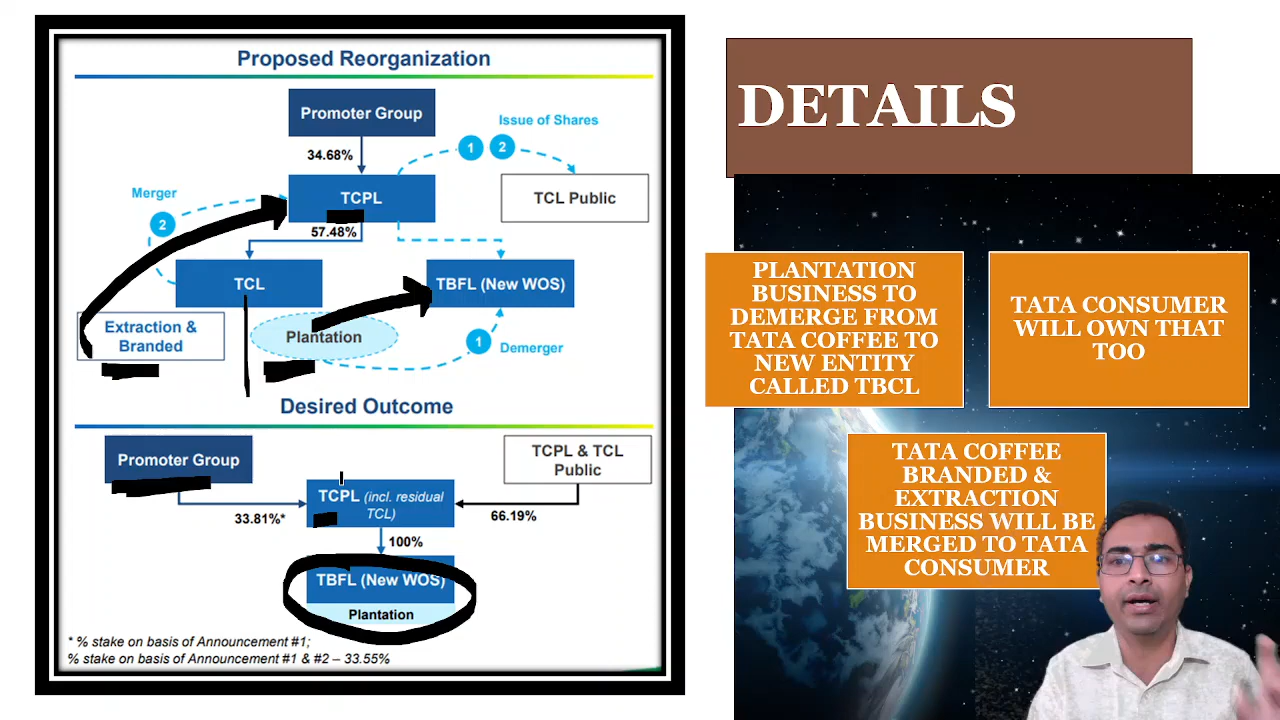 Proposed Reorganization
Promoter Group
Issue of Shares
34.68%
1
2
Merger
TCPL
TCL Public
2
57.48%
TCL
TBFL (New WOS)
Extraction &
Branded
Plantation
1
Demerger
Desired Outcome
Promoter Group
TCPL & TCL
Public
TCPL (incl. residual
TCL)
33.81%*
66.19%
100%
TBFL (New WOS)
Plantation
* % stake on basis of Announcement #1;
% stake on basis of Announcement #1 & #2 – 33.55%
DETAILS
PLANTATION
BUSINESS TO
DEMERGE FROM
TATA COFFEE TO
NEW ENTITY
CALLED TBCL
TATA CONSUMER
WILL OWN THAT
TOO
TATA COFFEE
BRANDED &
EXTRACTION
BUSINESS WILL BE
MERGED TO TATA
CONSUMER